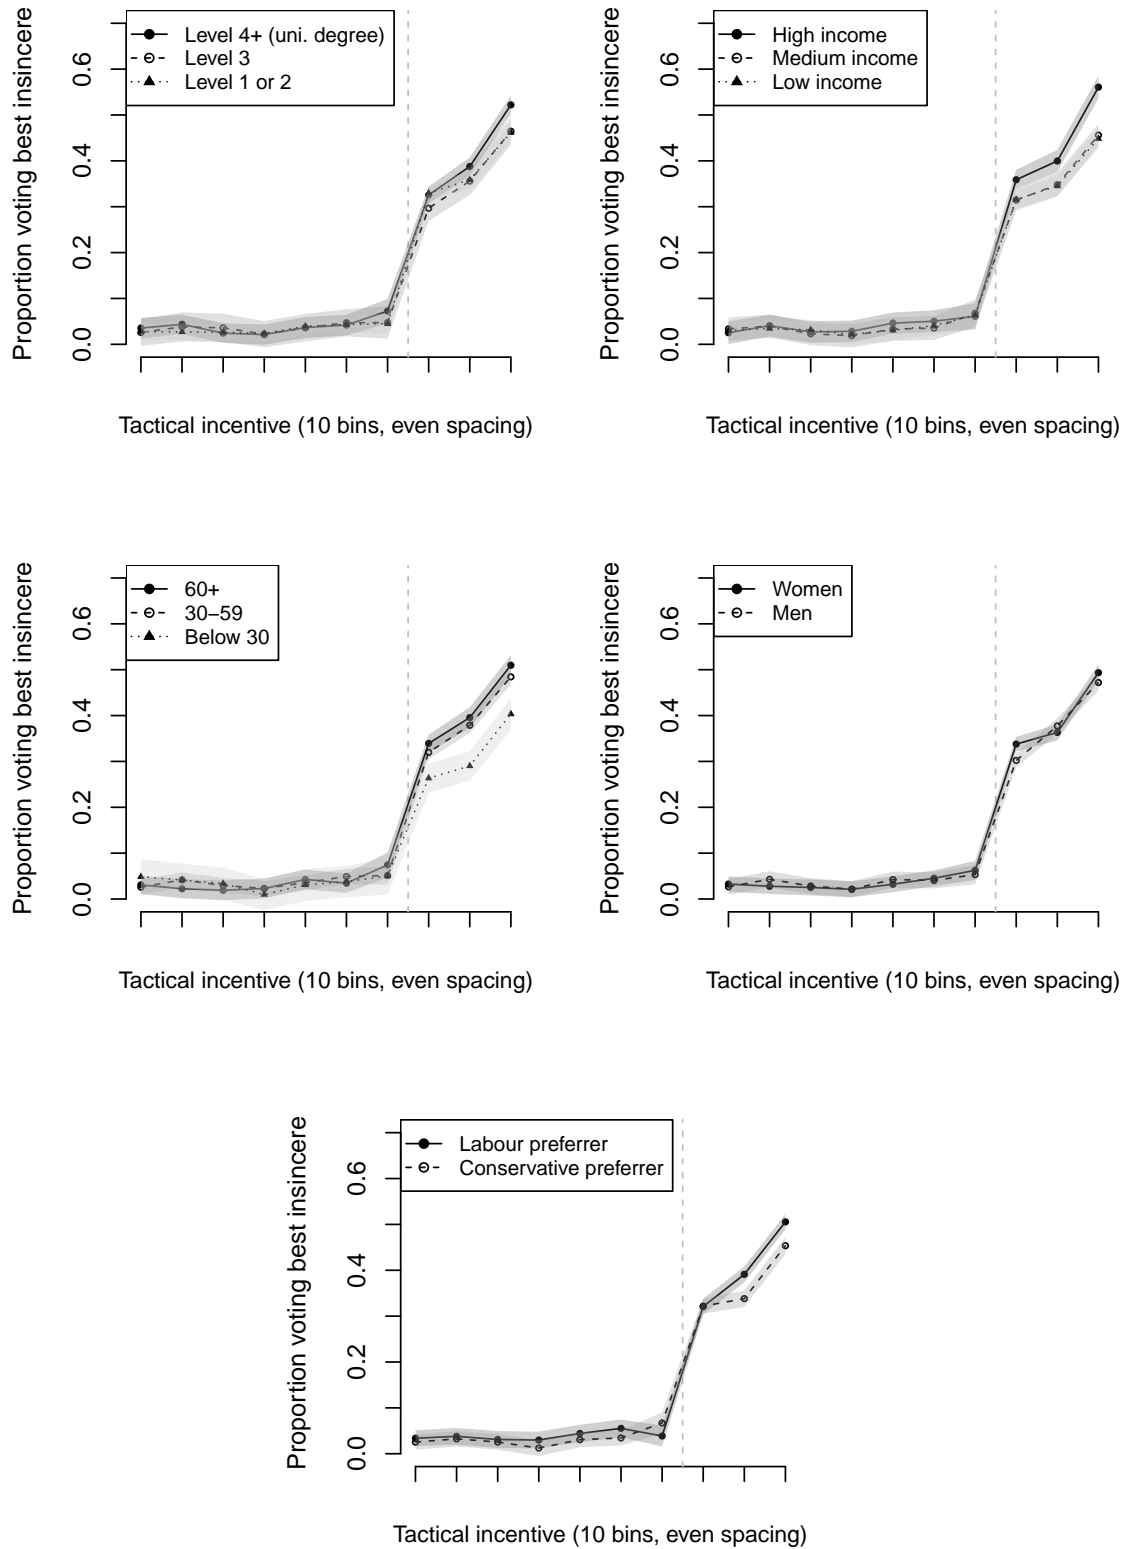 Level 4+ (uni. degree)
Level 3
Level 1 or 2
Proportion voting best insincere
0.6
0.4
0.2
0.0
Tactical incentive (10 bins, even spacing)
High income
Medium income
Low income
Proportion voting best insincere
0.6
0.4
0.2
0.0
Tactical incentive (10 bins, even spacing)
60+
30–59
Below 30
Proportion voting best insincere
0.6
0.4
0.2
0.0
Tactical incentive (10 bins, even spacing)
Women
Men
Proportion voting best insincere
0.6
0.4
0.2
0.0
Tactical incentive (10 bins, even spacing)
Labour preferrer
Conservative preferrer
Proportion voting best insincere
0.6
0.4
0.2
0.0
Tactical incentive (10 bins, even spacing)